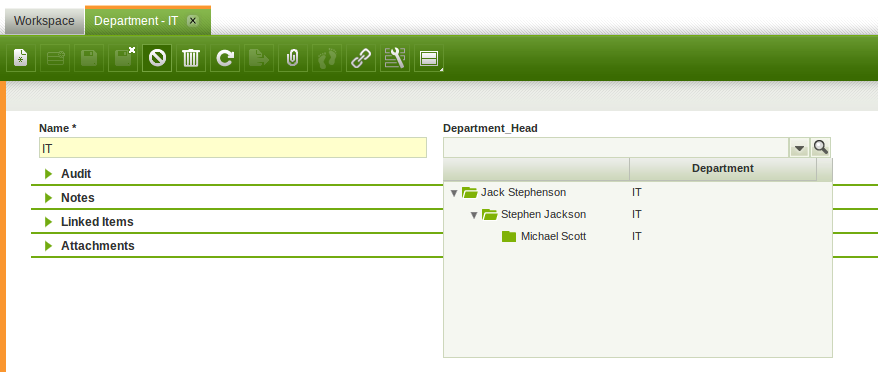 Workspace
Department - IT
Name *
Department_Head
IT
Audit
Notes
Linked Items
Attachments
Department
Jack Stephenson IT
Stephen Jackson IT
Michael Scott IT